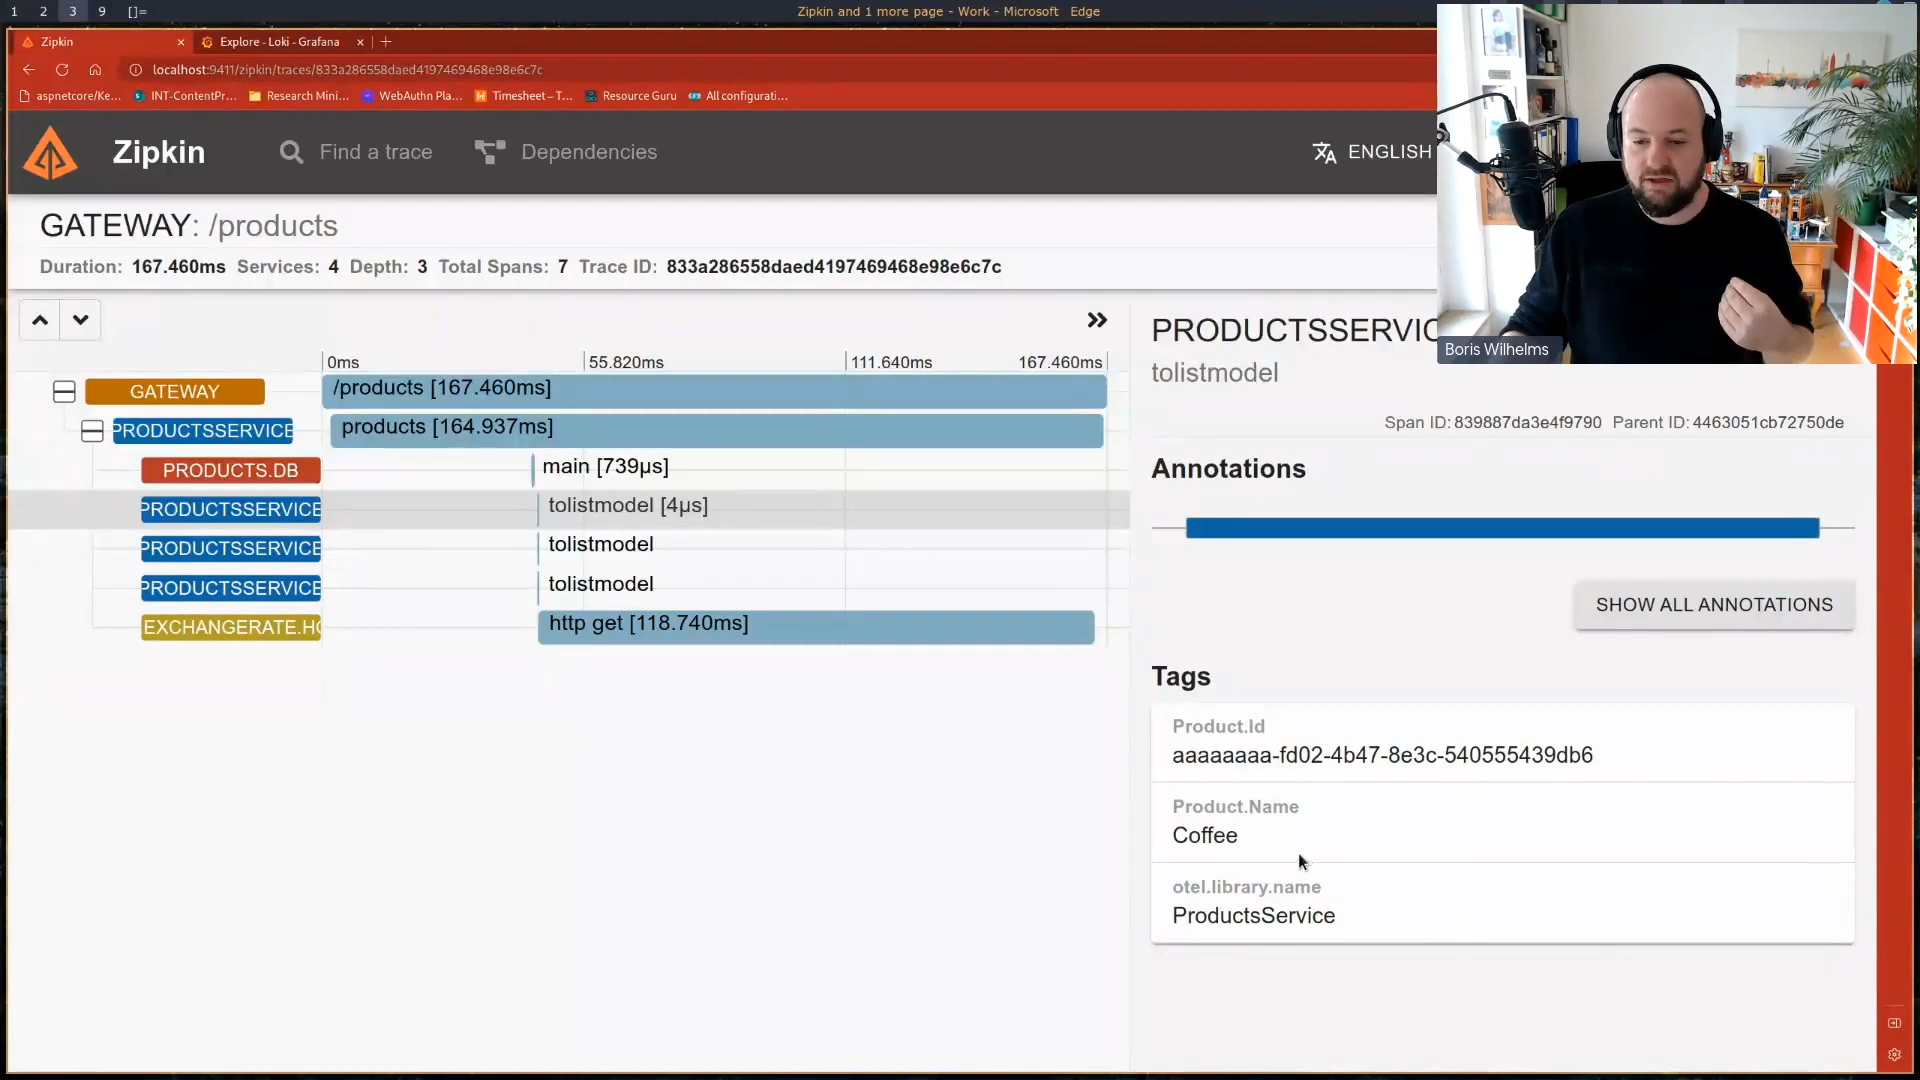 1 2 3 9 []= Zipkin and 1 more page - Work - Microsoft Edge
Zipkin Explore - Loki - Grafana
localhost:9411/zipkin/traces/833a286558daed4197469468e98e6c7c
aspnetcore/Ke... INT-ContentPr... Research Mini... WebAuthn Pla... Timesheet – T... Resource Guru All configurati...
Zipkin Find a trace Dependencies ENGLISH
GATEWAY: /products
Duration: 167.460ms Services: 4 Depth: 3 Total Spans: 7 Trace ID: 833a286558daed4197469468e98e6c7c
0ms 55.820ms 111.640ms 167.460ms
GATEWAY /products [167.460ms]
PRODUCTSSERVICE products [164.937ms]
PRODUCTS.DB main [739µs]
PRODUCTSSERVICE tolistmodel [4µs]
PRODUCTSSERVICE tolistmodel
PRODUCTSSERVICE tolistmodel
EXCHANGERATE.HO http get [118.740ms]
Boris Wilhelms
PRODUCTSSERVIC
tolistmodel
Span ID: 839887da3e4f9790 Parent ID: 4463051cb72750de
Annotations
SHOW ALL ANNOTATIONS
Tags
Product.Id
aaaaaaaa-fd02-4b47-8e3c-540555439db6
Product.Name
Coffee
otel.library.name
ProductsService